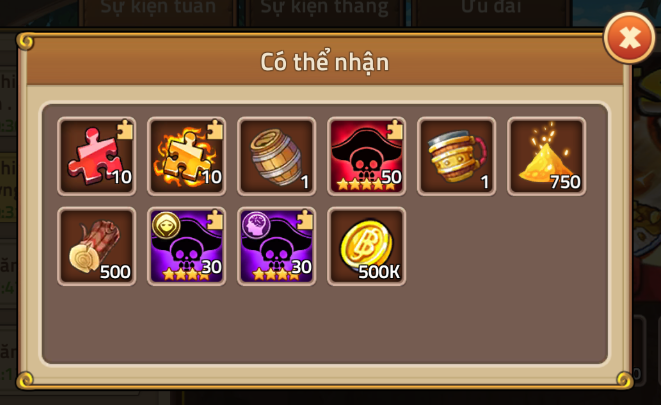 Sự kiện tuần Sự kiện tháng Ưu đãi
Có thể nhận
10 10 1 50 1 750
500 30 30 500K